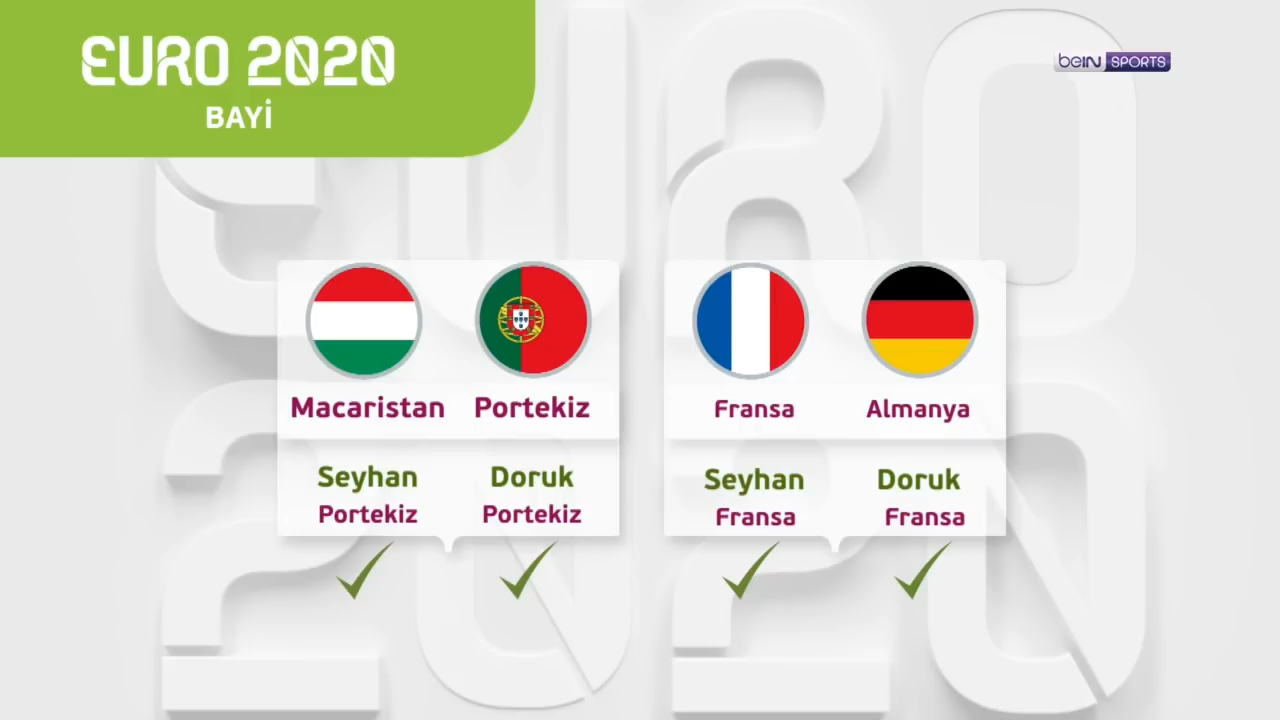 EURO 2020
BAYİ
beIN SPORTS
Macaristan Portekiz
Seyhan Doruk
Portekiz Portekiz
Fransa Almanya
Seyhan Doruk
Fransa Fransa